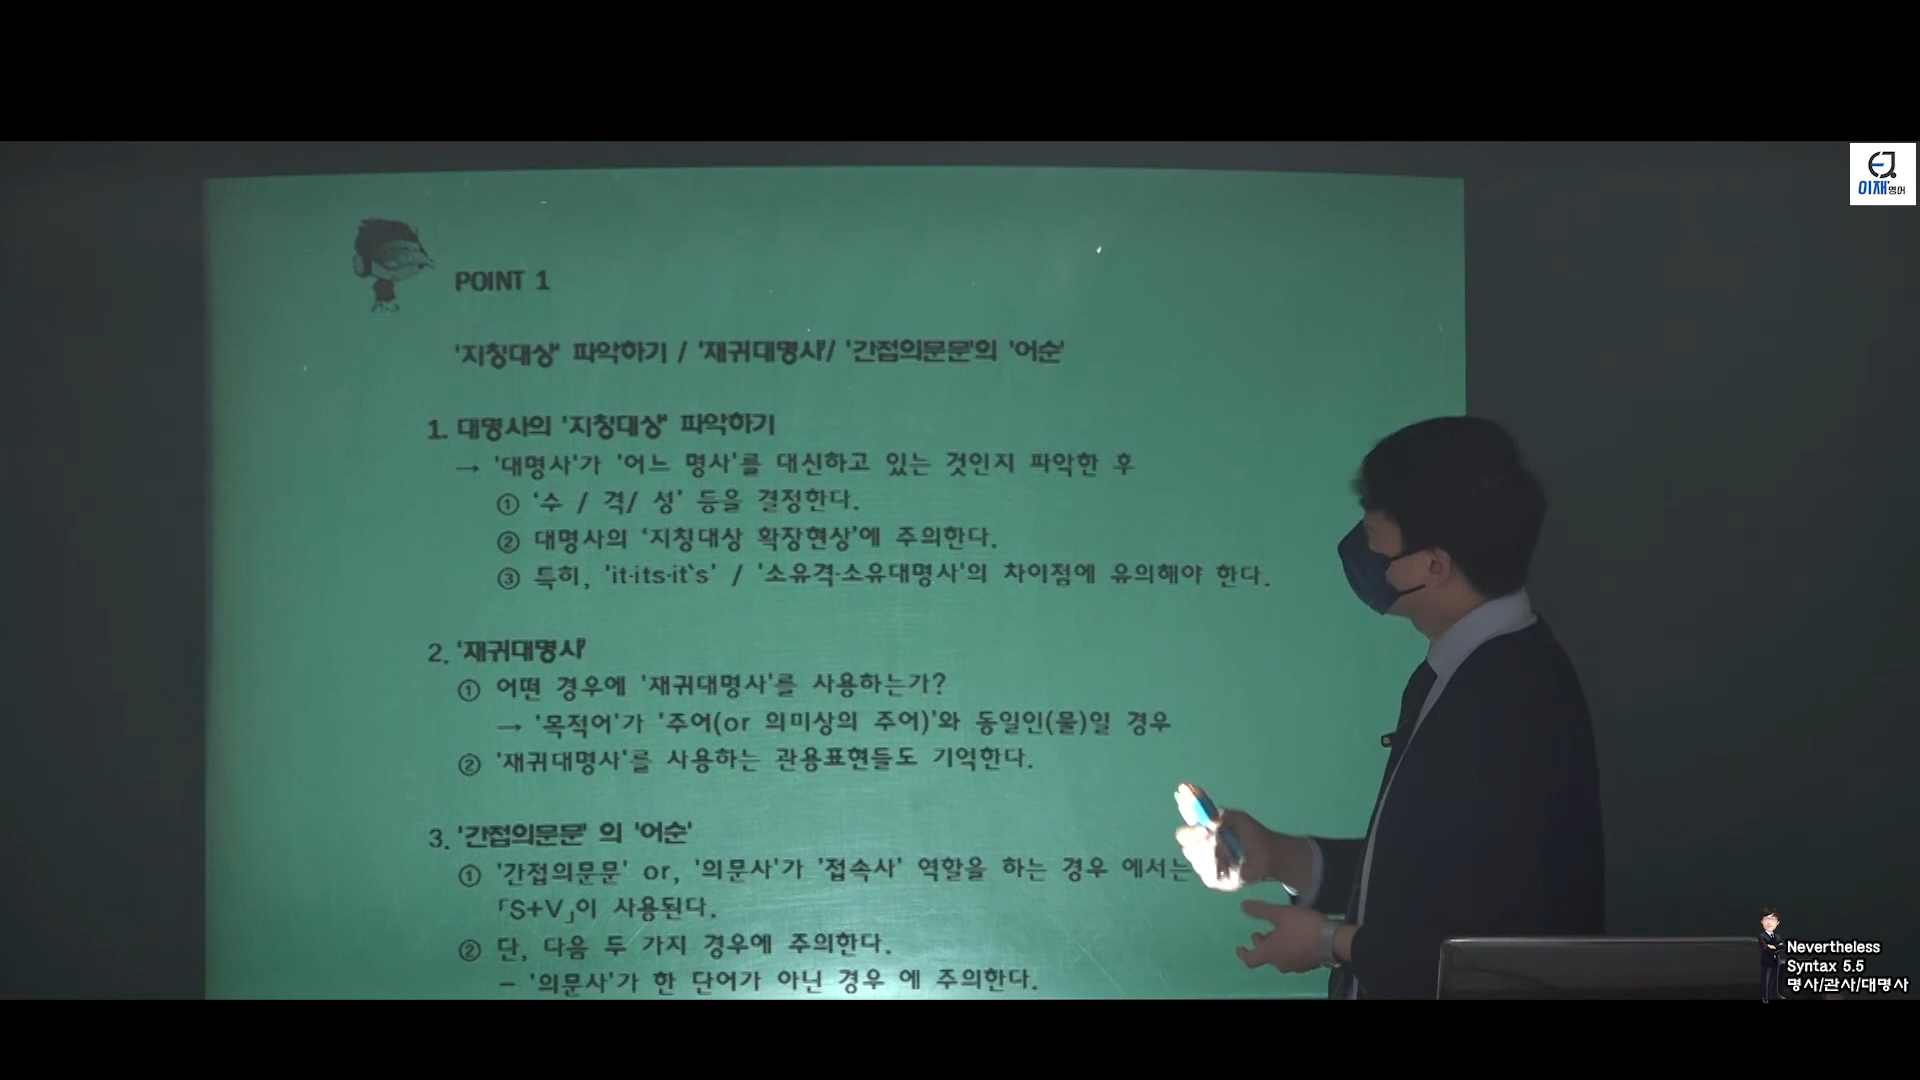 이재영어
POINT 1
'지칭대상' 파악하기 / '재귀대명사'/ '간접의문문'의 '어순'
1. 대명사의 '지칭대상' 파악하기
→ '대명사'가 '어느 명사'를 대신하고 있는 것인지 파악한 후
① '수 / 격/ 성' 등을 결정한다.
② 대명사의 '지칭대상 확장현상'에 주의한다.
③ 특히, 'it·its·it`s' / '소유격·소유대명사'의 차이점에 유의해야 한다.
2. '재귀대명사'
① 어떤 경우에 '재귀대명사'를 사용하는가?
→ '목적어'가 '주어(or 의미상의 주어)'와 동일인(물)일 경우
② '재귀대명사'를 사용하는 관용표현들도 기억한다.
3. '간접의문문' 의 '어순'
① '간접의문문' or, '의문사'가 '접속사' 역할을 하는 경우 에서는
「S+V」이 사용된다.
② 단, 다음 두 가지 경우에 주의한다.
- '의문사'가 한 단어가 아닌 경우 에 주의한다.
Nevertheless
Syntax 5.5
명사/관사/대명사